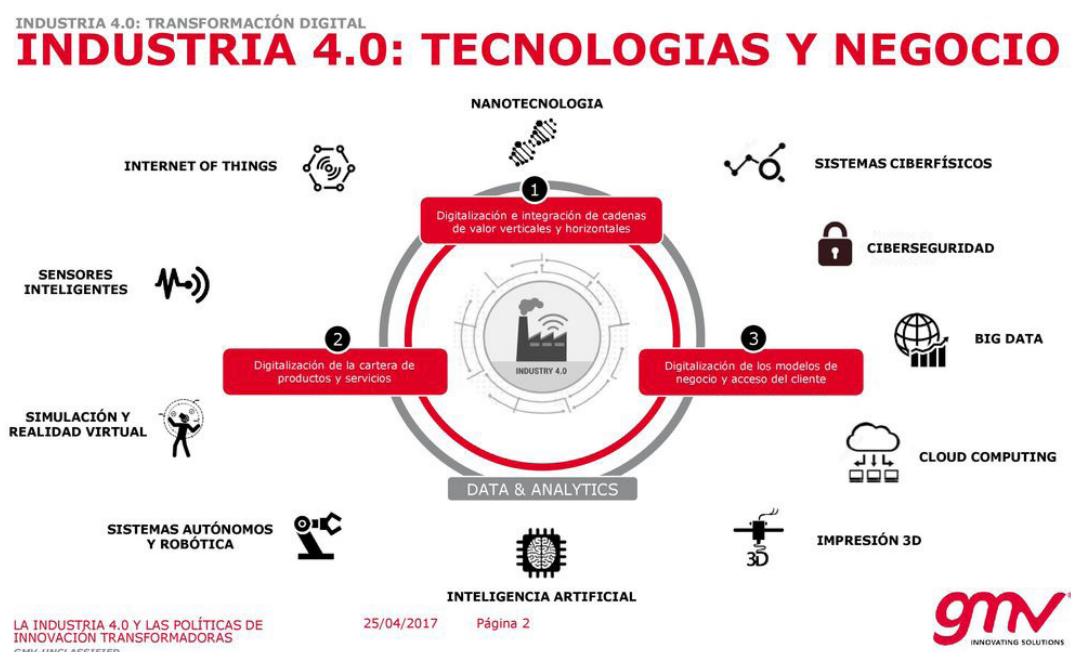 INDUSTRIA 4.0: TRANSFORMACIÓN DIGITAL
INDUSTRIA 4.0: TECNOLOGIAS Y NEGOCIO
NANOTECNOLOGIA
INTERNET OF THINGS
SISTEMAS CIBERFÍSICOS
1
Digitalización e integración de cadenas
de valor verticales y horizontales
CIBERSEGURIDAD
SENSORES
INTELIGENTES
BIG DATA
2
Digitalización de la cartera de
productos y servicios
INDUSTRY 4.0
3
Digitalización de los modelos de
negocio y acceso del cliente
SIMULACIÓN Y
REALIDAD VIRTUAL
CLOUD COMPUTING
DATA & ANALYTICS
SISTEMAS AUTÓNOMOS
Y ROBÓTICA
3D
IMPRESIÓN 3D
INTELIGENCIA ARTIFICIAL
LA INDUSTRIA 4.0 Y LAS POLÍTICAS DE
INNOVACIÓN TRANSFORMADORAS
25/04/2017 Página 2
GMV-UNCLASSIFIED
gmv®
INNOVATING SOLUTIONS